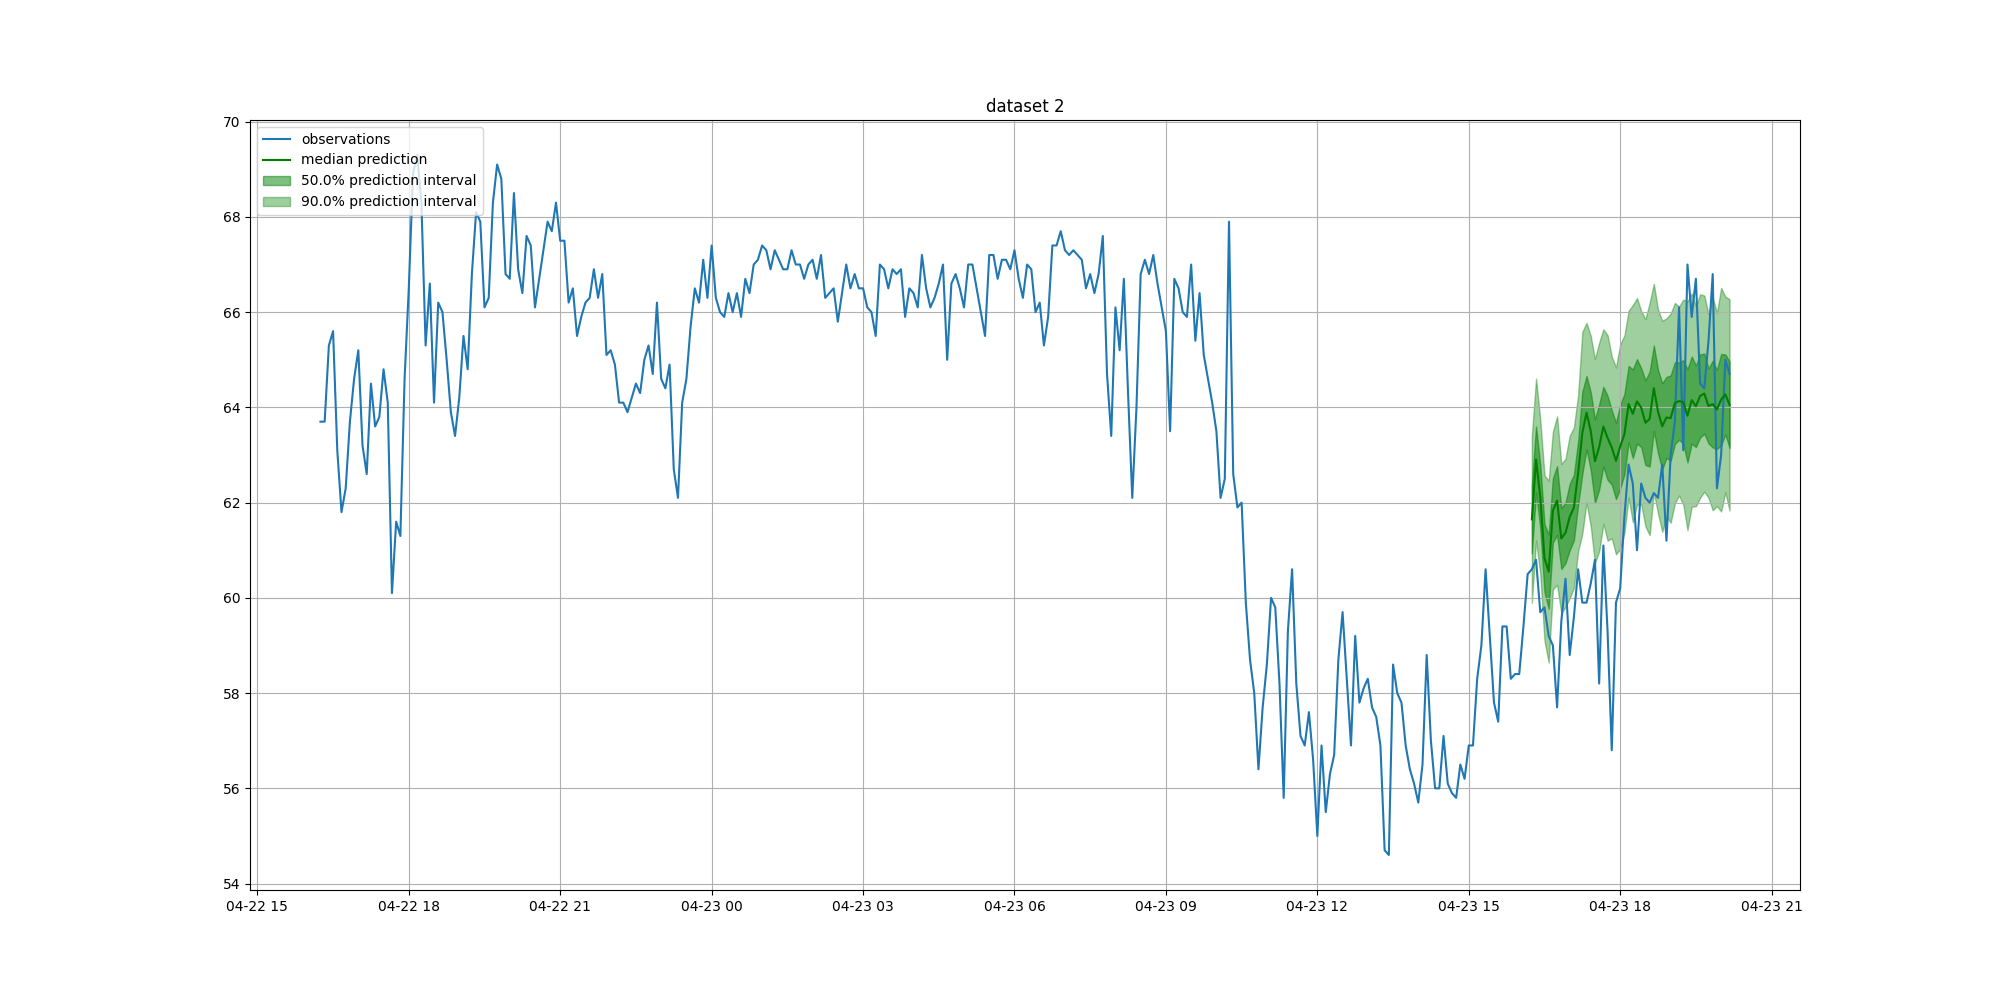 dataset 2
70
68
66
64
62
60
58
56
54
observations
median prediction
50.0% prediction interval
90.0% prediction interval
04-22 15 04-22 18 04-22 21 04-23 00 04-23 03 04-23 06 04-23 09 04-23 12 04-23 15 04-23 18 04-23 21